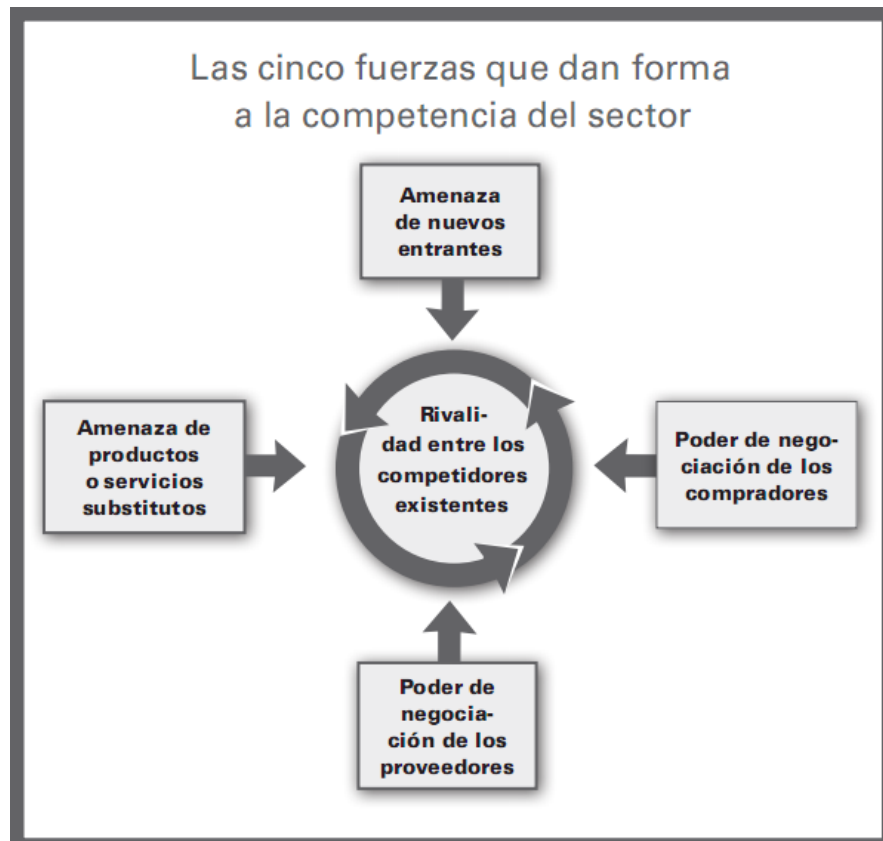 Las cinco fuerzas que dan forma
a la competencia del sector
Amenaza
de nuevos
entrantes
Amenaza de
productos
o servicios
substitutos
Rivali-
dad entre los
competidores
existentes
Poder de nego-
ciación de los
compradores
Poder de
negocia-
ción de los
proveedores